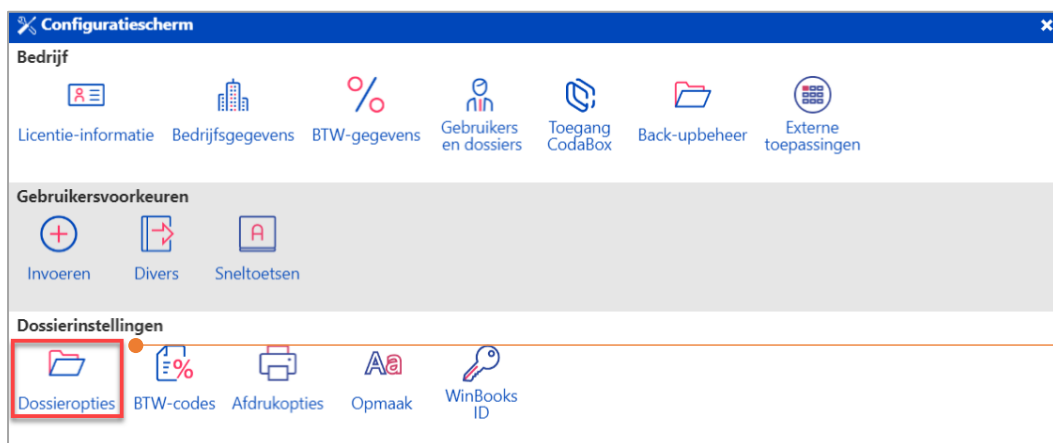 Configuratiescherm
Bedrijf
Licentie-informatie Bedrijfsgegevens BTW-gegevens Gebruikers en dossiers Toegang CodaBox Back-upbeheer Externe toepassingen
Gebruikersvoorkeuren
A
Invoeren Divers Sneltoetsen
Dossierinstellingen
% Aa
Dossieropties BTW-codes Afdrukopties Opmaak WinBooks ID